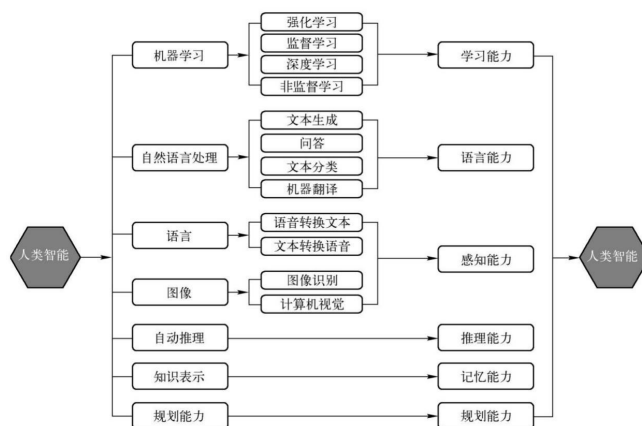 人类智能
机器学习
强化学习
监督学习
深度学习
非监督学习
学习能力
自然语言处理
文本生成
问答
文本分类
机器翻译
语言能力
语言
语音转换文本
文本转换语音
图像
图像识别
计算机视觉
感知能力
自动推理
推理能力
知识表示
记忆能力
规划能力
规划能力
人类智能